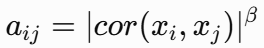 a_{ij} = |cor(x_i, x_j)|^β